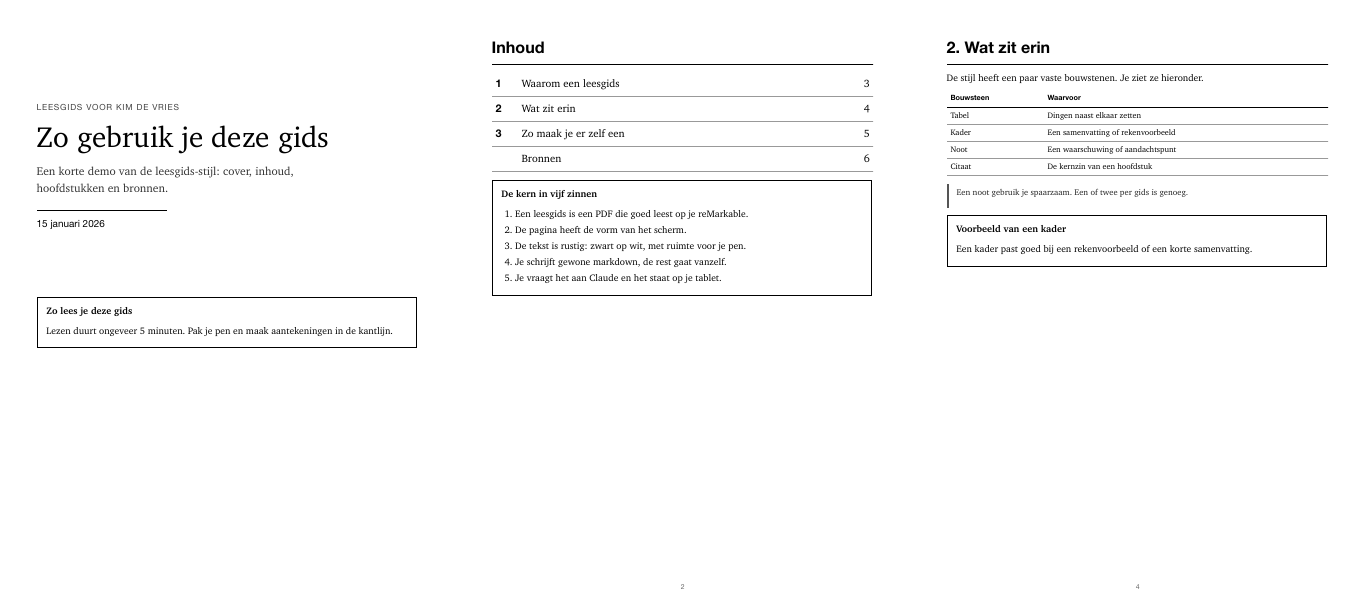 LEESGIDS VOOR KIM DE VRIES
Zo gebruik je deze gids
Een korte demo van de leesgids-stijl: cover, inhoud,
hoofdstukken en bronnen.
15 januari 2026
Zo lees je deze gids
Lezen duurt ongeveer 5 minuten. Pak je pen en maak aantekeningen in de kantlijn.
Inhoud
1 Waarom een leesgids 3
2 Wat zit erin 4
3 Zo maak je er zelf een 5
Bronnen 6
De kern in vijf zinnen
1. Een leesgids is een PDF die goed leest op je reMarkable.
2. De pagina heeft de vorm van het scherm.
3. De tekst is rustig: zwart op wit, met ruimte voor je pen.
4. Je schrijft gewone markdown, de rest gaat vanzelf.
5. Je vraagt het aan Claude en het staat op je tablet.
2
2. Wat zit erin
De stijl heeft een paar vaste bouwstenen. Je ziet ze hieronder.
Bouwsteen Waarvoor
Tabel Dingen naast elkaar zetten
Kader Een samenvatting of rekenvoorbeeld
Noot Een waarschuwing of aandachtspunt
Citaat De kernzin van een hoofdstuk
Een noot gebruik je spaarzaam. Een of twee per gids is genoeg.
Voorbeeld van een kader
Een kader past goed bij een rekenvoorbeeld of een korte samenvatting.
4